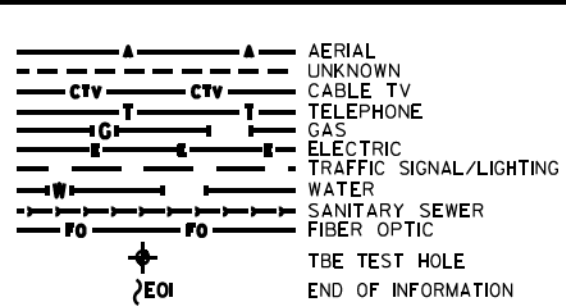 A A AERIAL
UNKNOWN
CTV CTV CABLE TV
T T TELEPHONE
G GAS
E E E ELECTRIC
TRAFFIC SIGNAL/LIGHTING
W WATER
SANITARY SEWER
FO FO FIBER OPTIC
TBE TEST HOLE
EOI END OF INFORMATION